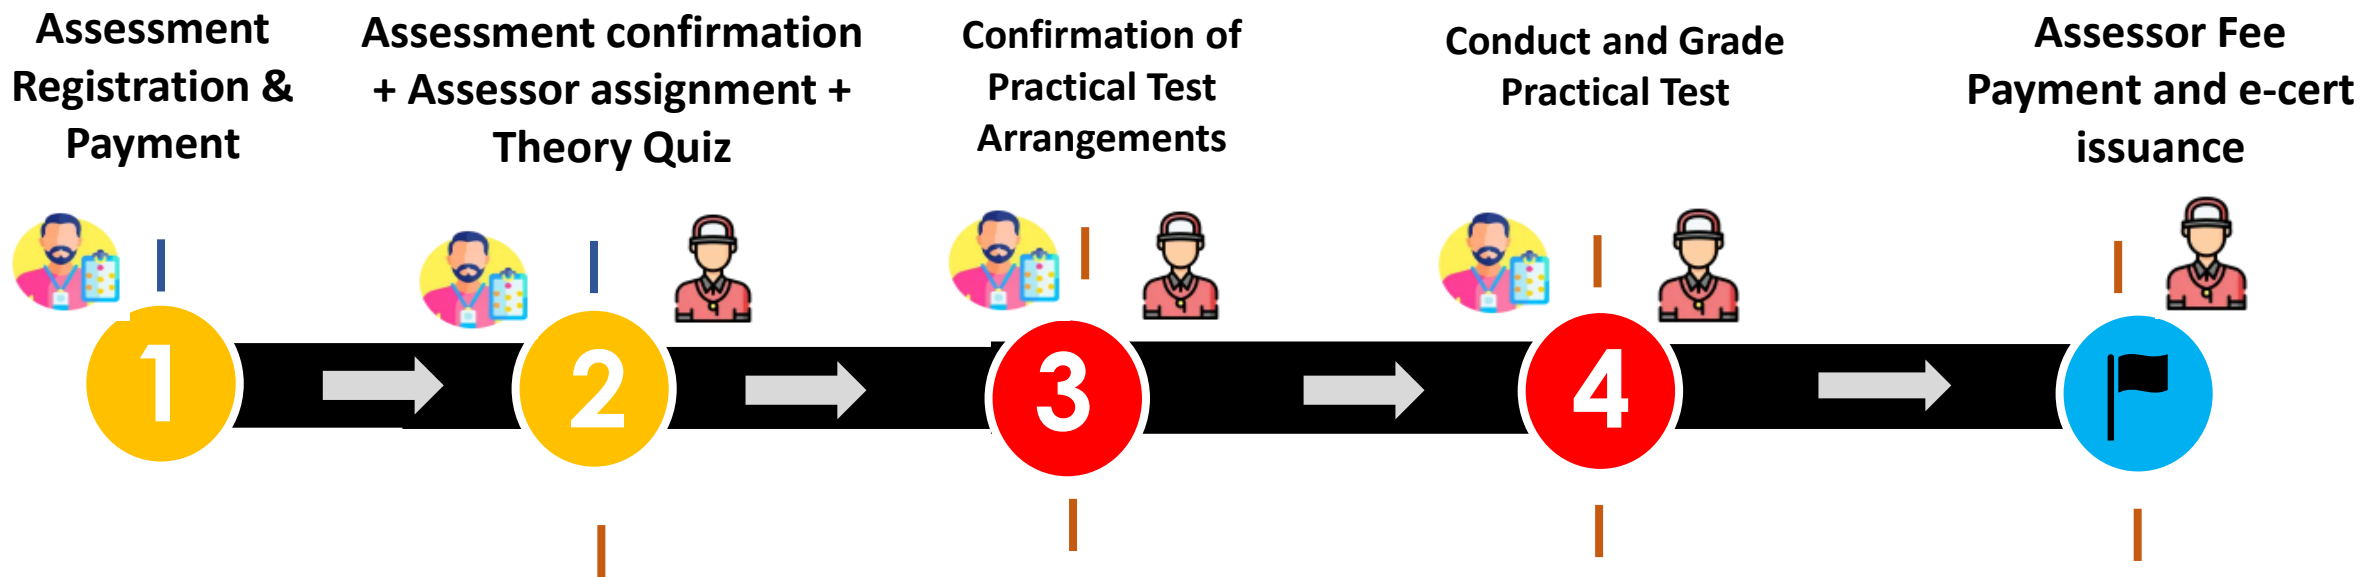 Assessment
Registration &
Payment
Assessment confirmation
+ Assessor assignment +
Theory Quiz
Confirmation of
Practical Test
Arrangements
Conduct and Grade
Practical Test
Assessor Fee
Payment and e-cert
issuance
1
2
3
4